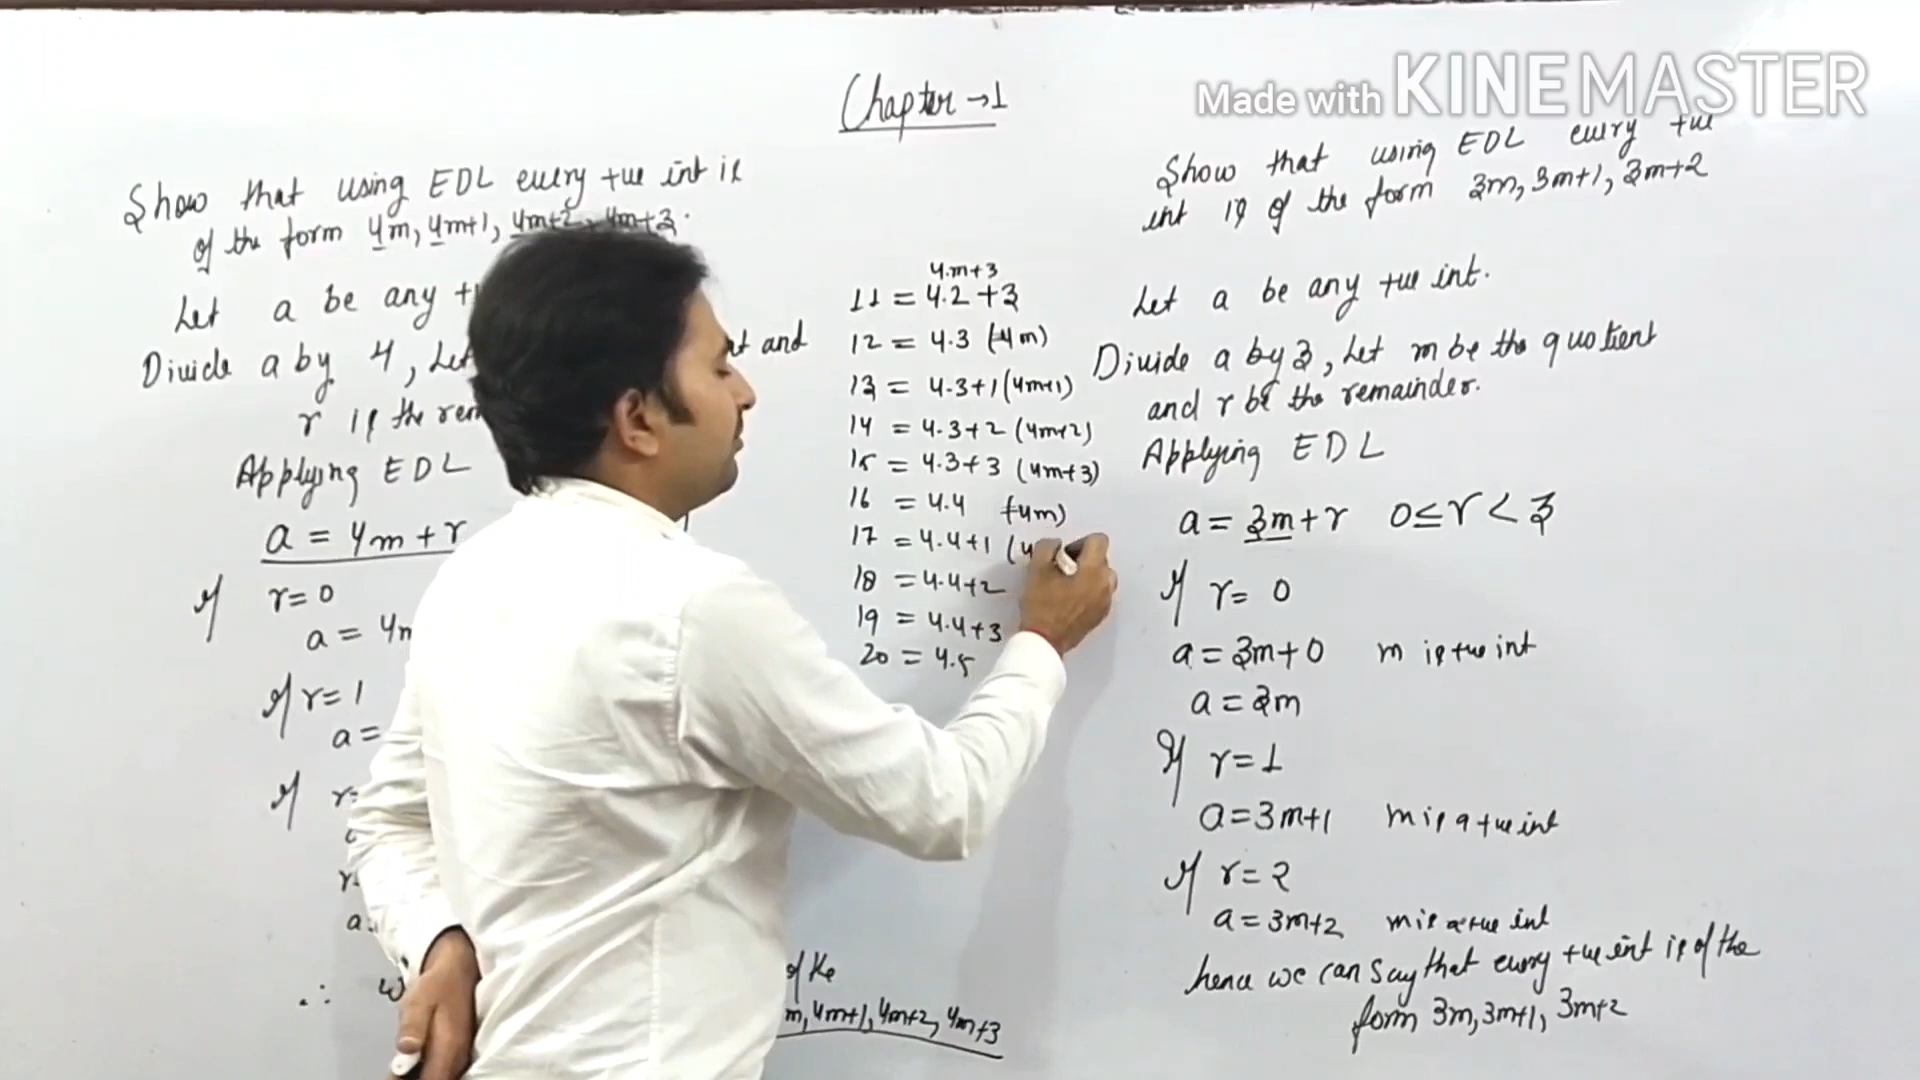 Made with KINEMASTER
Chapter → 1
Show that using EDL every +ve int is
of the form 4m, 4m+1, 4m+2, 4m+3.
Let a be any +
Divide a by 4, Let
and
r is the rem
Applying EDL
a = 4m + r
If r = 0
a = 4m
If r = 1
a =
If r =
a
of the
m, 4m+1, 4m+2, 4m+3
4.m+3
11 = 4.2 + 3
12 = 4.3 (4m)
13 = 4.3+1 (4m+1)
14 = 4.3+2 (4m+2)
15 = 4.3+3 (4m+3)
16 = 4.4 (4m)
17 = 4.4+1 (4
18 = 4.4+2
19 = 4.4+3
20 = 4.5
Show that using EDL every +ve
int is of the form 3m, 3m+1, 3m+2
Let a be any +ve int.
Divide a by 3, Let m be the quotient
and r be the remainder.
Applying EDL
a = 3m + r 0 ≤ r < 3
If r = 0
a = 3m + 0 m is +ve int
a = 3m
If r = 1
a = 3m+1 m is a +ve int
If r = 2
a = 3m+2 m is a +ve int
hence we can say that every +ve int is of the
form 3m, 3m+1, 3m+2